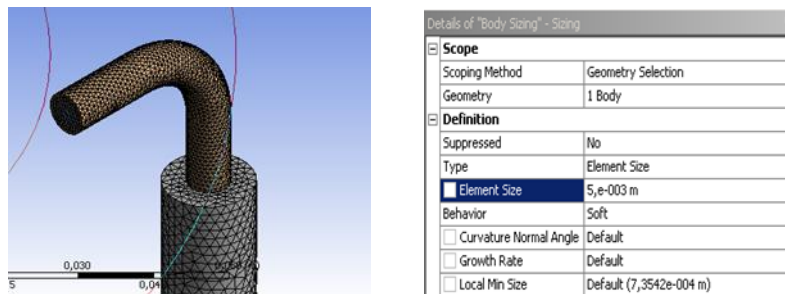 0,030
5
0,04
Details of "Body Sizing" - Sizing
Scope
Scoping Method Geometry Selection
Geometry 1 Body
Definition
Suppressed No
Type Element Size
Element Size 5,e-003 m
Behavior Soft
Curvature Normal Angle Default
Growth Rate Default
Local Min Size Default (7,3542e-004 m)